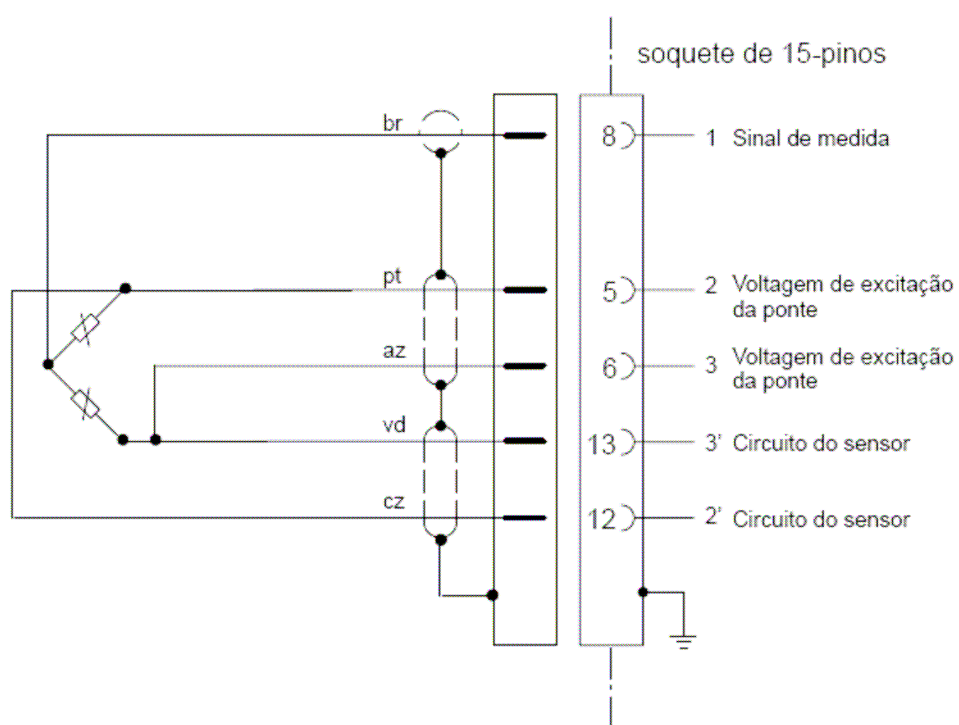 soquete de 15-pinos
br
8 1 Sinal de medida
pt
5 2 Voltagem de excitação
da ponte
az
6 3 Voltagem de excitação
da ponte
vd
13 3' Circuito do sensor
cz
12 2' Circuito do sensor